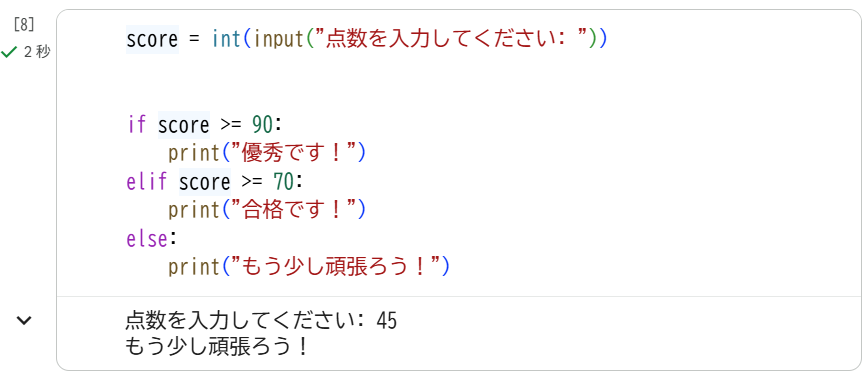 [8]
✓ 2 秒
score = int(input("点数を入力してください: "))
if score >= 90:
    print("優秀です！")
elif score >= 70:
    print("合格です！")
else:
    print("もう少し頑張ろう！")
点数を入力してください: 45
もう少し頑張ろう！